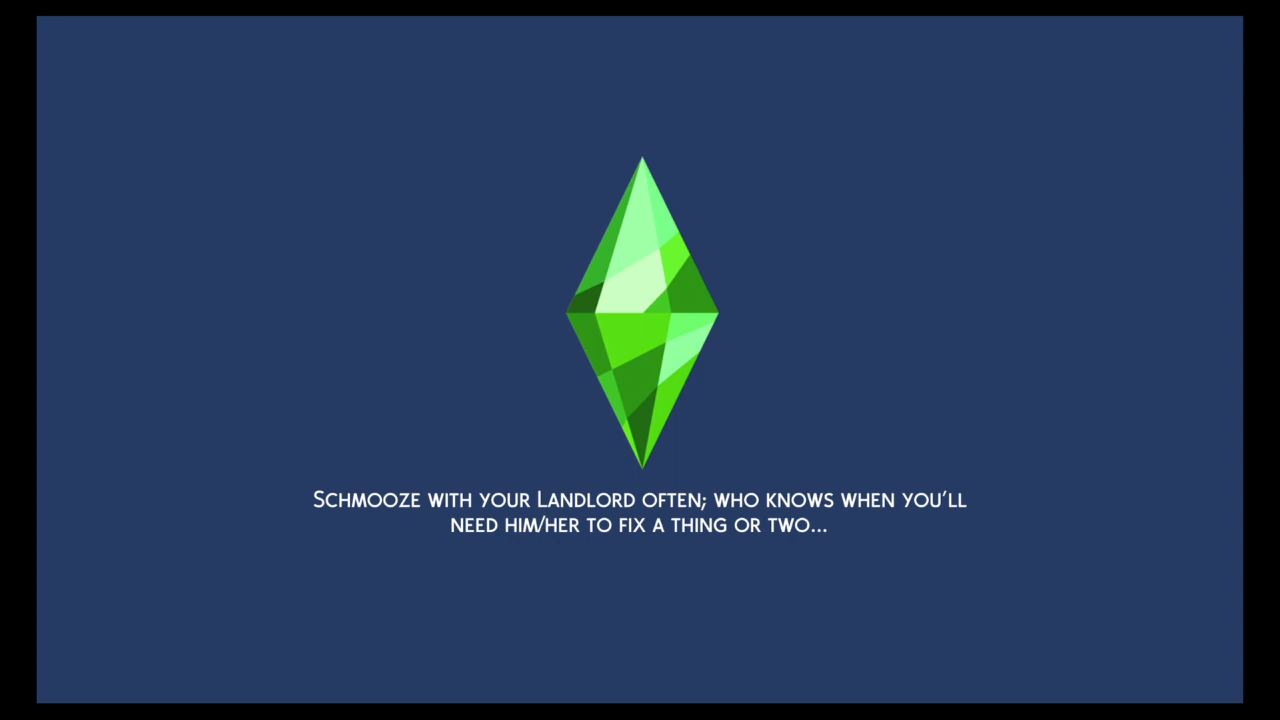 Schmooze with your Landlord often; who knows when you'll
need him/her to fix a thing or two...